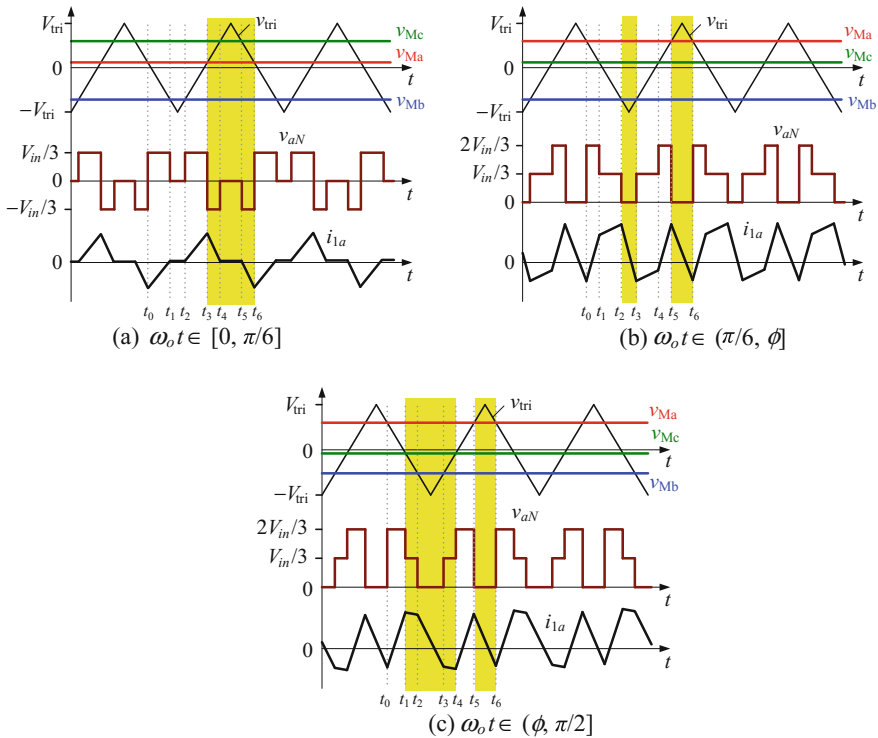 V_tri
v_tri
v_Mc
v_Ma
0
t
v_Mb
−V_tri
v_aN
V_in/3
0
t
−V_in/3
i_1a
0
t
t_0 t_1 t_2 t_3 t_4 t_5 t_6
(a) ω_o t ∈ [0, π/6]
V_tri
v_tri
v_Ma
v_Mc
0
t
v_Mb
−V_tri
v_aN
2V_in/3
V_in/3
0
t
i_1a
0
t
t_0 t_1 t_2 t_3 t_4 t_5 t_6
(b) ω_o t ∈ (π/6, ϕ]
V_tri
v_tri
v_Ma
v_Mc
0
t
v_Mb
−V_tri
v_aN
2V_in/3
V_in/3
0
t
i_1a
0
t
t_0 t_1 t_2 t_3 t_4 t_5 t_6
(c) ω_o t ∈ (ϕ, π/2]